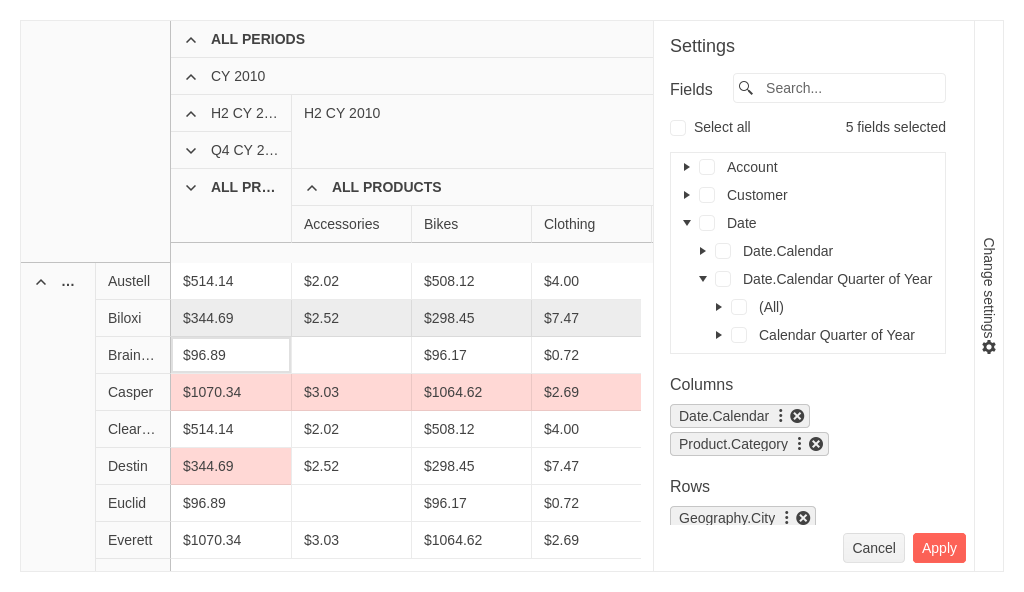 ALL PERIODS
CY 2010
H2 CY 2… H2 CY 2010
Q4 CY 2…
ALL PR… ALL PRODUCTS
Accessories Bikes Clothing
… Austell $514.14 $2.02 $508.12 $4.00
Biloxi $344.69 $2.52 $298.45 $7.47
Brain… $96.89 $96.17 $0.72
Casper $1070.34 $3.03 $1064.62 $2.69
Clear… $514.14 $2.02 $508.12 $4.00
Destin $344.69 $2.52 $298.45 $7.47
Euclid $96.89 $96.17 $0.72
Everett $1070.34 $3.03 $1064.62 $2.69
Settings
Fields Search...
Select all 5 fields selected
Account
Customer
Date
Date.Calendar
Date.Calendar Quarter of Year
(All)
Calendar Quarter of Year
Columns
Date.Calendar
Product.Category
Rows
Geography.City
Cancel Apply
Change settings